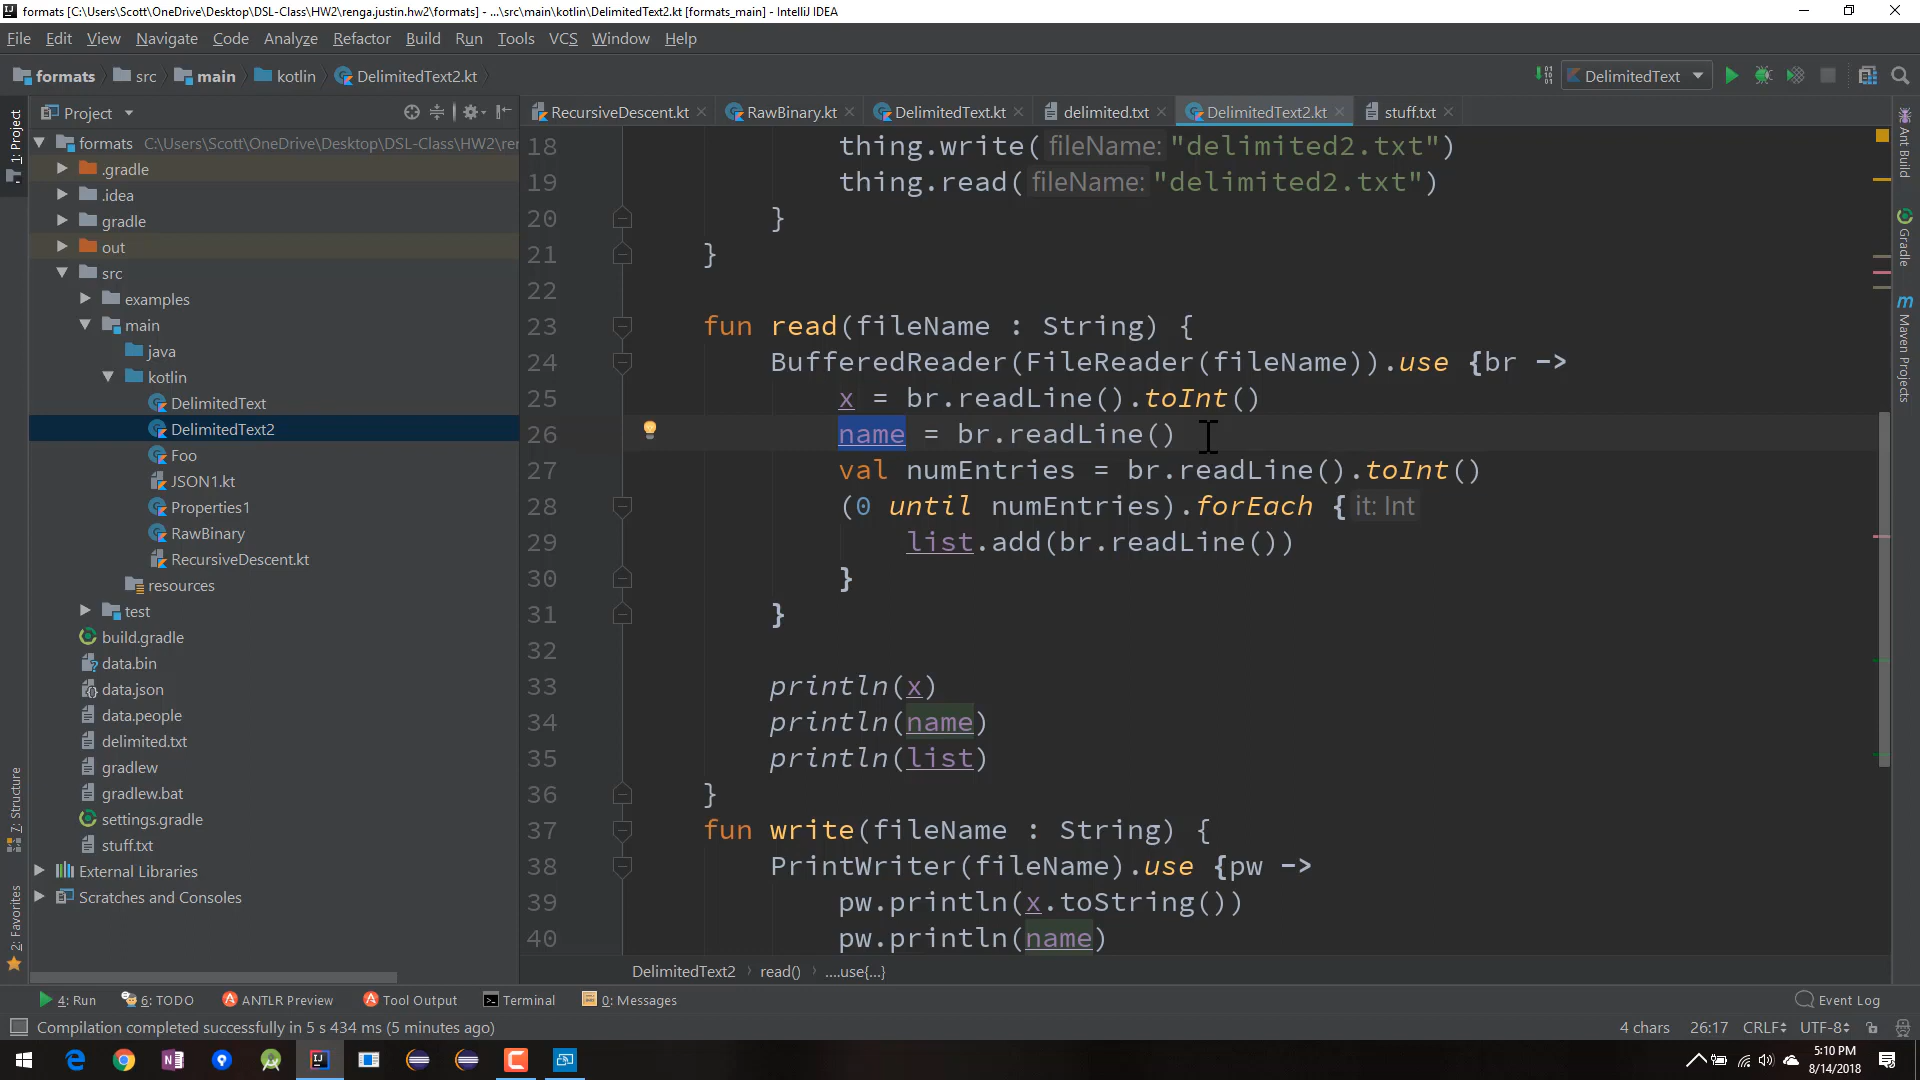 formats [C:\Users\Scott\OneDrive\Desktop\DSL-Class\HW2\renga.justin.hw2\formats] - ...\src\main\kotlin\DelimitedText2.kt [formats_main] - IntelliJ IDEA
File Edit View Navigate Code Analyze Refactor Build Run Tools VCS Window Help
formats src main kotlin DelimitedText2.kt DelimitedText
Project RecursiveDescent.kt RawBinary.kt DelimitedText.kt delimited.txt DelimitedText2.kt stuff.txt
1: Project
7: Structure
2: Favorites
formats C:\Users\Scott\OneDrive\Desktop\DSL-Class\HW2\ren
.gradle
.idea
gradle
out
src
examples
main
java
kotlin
DelimitedText
DelimitedText2
Foo
JSON1.kt
Properties1
RawBinary
RecursiveDescent.kt
resources
test
build.gradle
data.bin
data.json
data.people
delimited.txt
gradlew
gradlew.bat
settings.gradle
stuff.txt
External Libraries
Scratches and Consoles
18 thing.write( fileName: "delimited2.txt")
19 thing.read( fileName: "delimited2.txt")
20 }
21 }
22
23 fun read(fileName : String) {
24 BufferedReader(FileReader(fileName)).use {br ->
25 x = br.readLine().toInt()
26 name = br.readLine()
27 val numEntries = br.readLine().toInt()
28 (0 until numEntries).forEach { it: Int
29 list.add(br.readLine())
30 }
31 }
32
33 println(x)
34 println(name)
35 println(list)
36 }
37 fun write(fileName : String) {
38 PrintWriter(fileName).use {pw ->
39 pw.println(x.toString())
40 pw.println(name)
DelimitedText2 › read() › ....use{...}
Ant Build
Gradle
Maven Projects
4: Run 6: TODO ANTLR Preview Tool Output Terminal 0: Messages Event Log
Compilation completed successfully in 5 s 434 ms (5 minutes ago) 4 chars 26:17 CRLF UTF-8
5:10 PM
8/14/2018